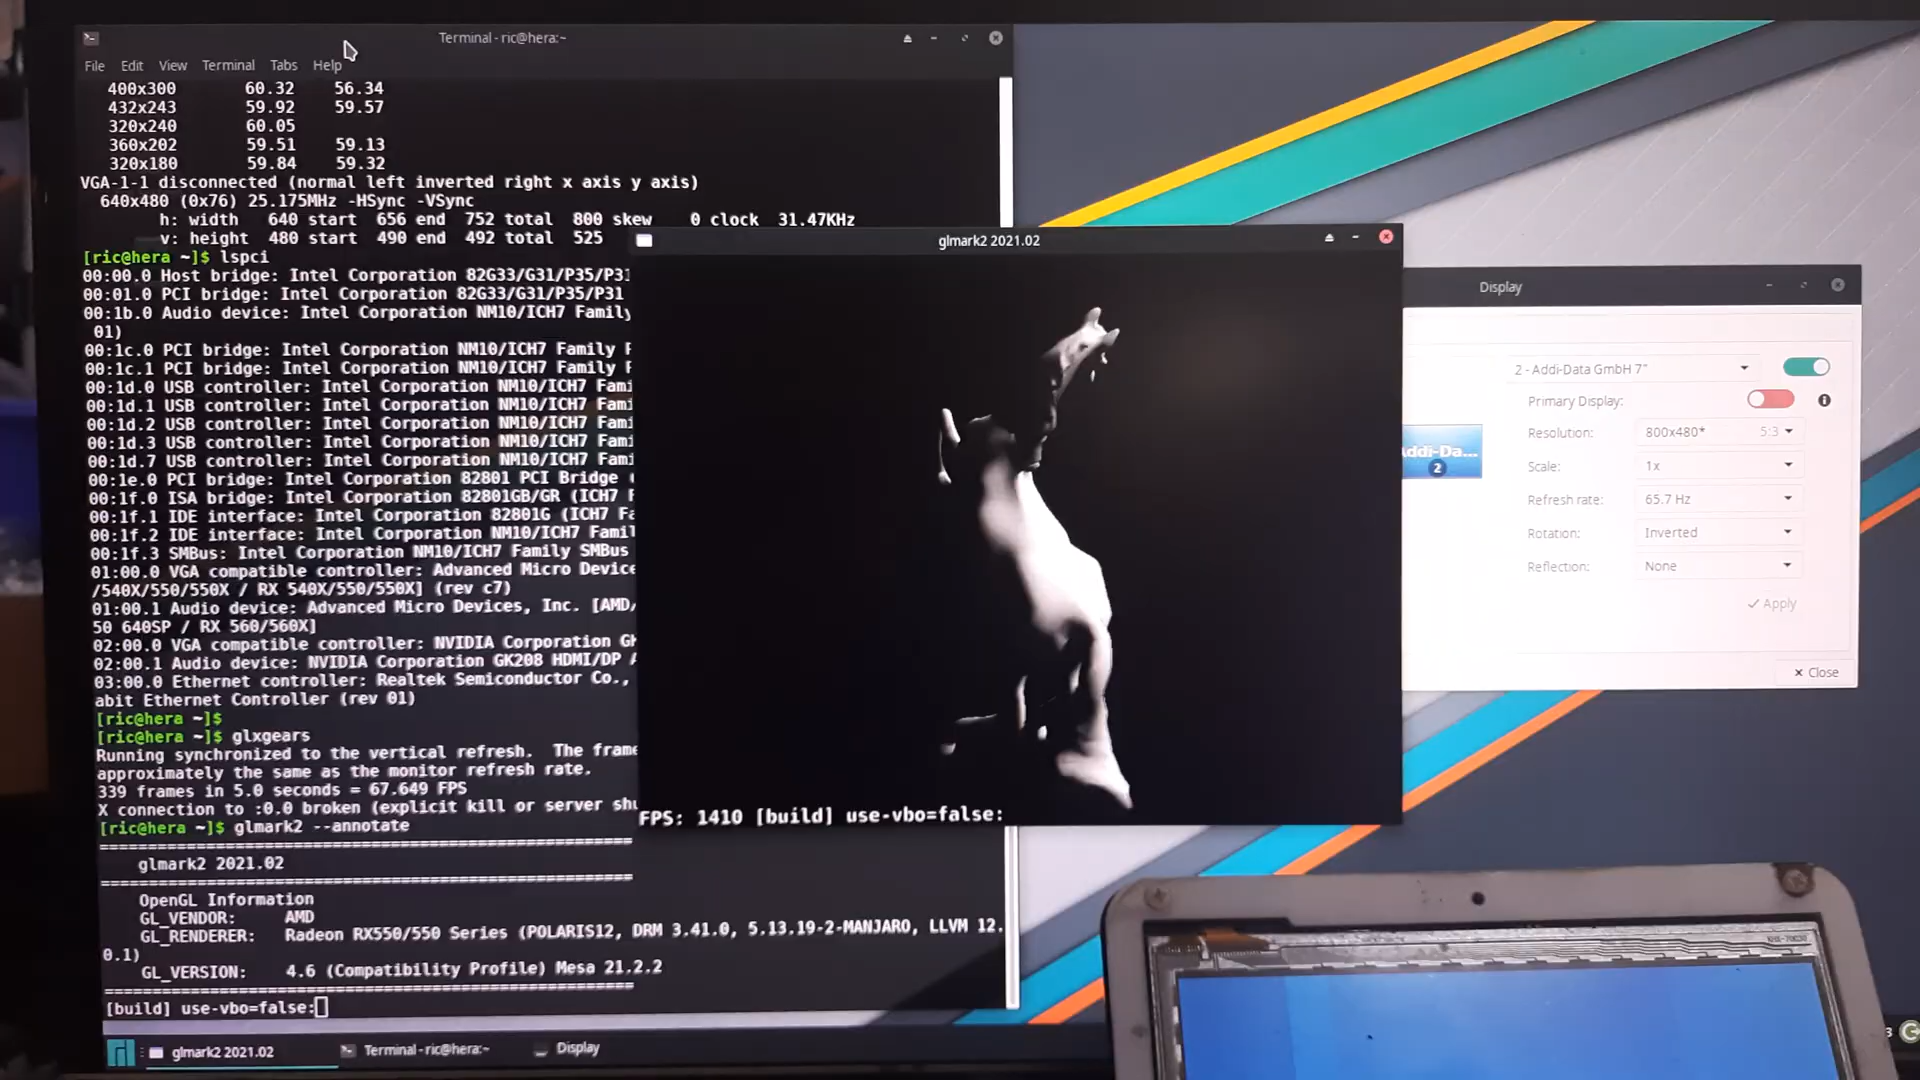 Terminal - ric@hera:~
File Edit View Terminal Tabs Help
400x300 60.32 56.34
432x243 59.92 59.57
320x240 60.05
360x202 59.51 59.13
320x180 59.84 59.32
VGA-1-1 disconnected (normal left inverted right x axis y axis)
640x480 (0x76) 25.175MHz -HSync -VSync
h: width 640 start 656 end 752 total 800 skew 0 clock 31.47KHz
v: height 480 start 490 end 492 total 525
[ric@hera ~]$ lspci
00:00.0 Host bridge: Intel Corporation 82G33/G31/P35/P31
00:01.0 PCI bridge: Intel Corporation 82G33/G31/P35/P31
00:1b.0 Audio device: Intel Corporation NM10/ICH7 Family
01)
00:1c.0 PCI bridge: Intel Corporation NM10/ICH7 Family P
00:1c.1 PCI bridge: Intel Corporation NM10/ICH7 Family P
00:1d.0 USB controller: Intel Corporation NM10/ICH7 Fami
00:1d.1 USB controller: Intel Corporation NM10/ICH7 Fami
00:1d.2 USB controller: Intel Corporation NM10/ICH7 Fami
00:1d.3 USB controller: Intel Corporation NM10/ICH7 Fami
00:1d.7 USB controller: Intel Corporation NM10/ICH7 Fami
00:1e.0 PCI bridge: Intel Corporation 82801 PCI Bridge
00:1f.0 ISA bridge: Intel Corporation 82801GB/GR (ICH7 F
00:1f.1 IDE interface: Intel Corporation 82801G (ICH7 Fa
00:1f.2 IDE interface: Intel Corporation NM10/ICH7 Famil
00:1f.3 SMBus: Intel Corporation NM10/ICH7 Family SMBus
01:00.0 VGA compatible controller: Advanced Micro Device
/540X/550/550X / RX 540X/550/550X] (rev c7)
01:00.1 Audio device: Advanced Micro Devices, Inc. [AMD/
50 640SP / RX 560/560X]
02:00.0 VGA compatible controller: NVIDIA Corporation GK
02:00.1 Audio device: NVIDIA Corporation GK208 HDMI/DP A
03:00.0 Ethernet controller: Realtek Semiconductor Co.,
abit Ethernet Controller (rev 01)
[ric@hera ~]$
[ric@hera ~]$ glxgears
Running synchronized to the vertical refresh. The frame
approximately the same as the monitor refresh rate.
339 frames in 5.0 seconds = 67.649 FPS
X connection to :0.0 broken (explicit kill or server shu
[ric@hera ~]$ glmark2 --annotate
=======================================================
glmark2 2021.02
=======================================================
OpenGL Information
GL_VENDOR: AMD
GL_RENDERER: Radeon RX550/550 Series (POLARIS12, DRM 3.41.0, 5.13.19-2-MANJARO, LLVM 12.
0.1)
GL_VERSION: 4.6 (Compatibility Profile) Mesa 21.2.2
=======================================================
[build] use-vbo=false:
glmark2 2021.02
FPS: 1410 [build] use-vbo=false:
Display
2 - Addi-Data GmbH 7"
Primary Display:
Addi-Da...
2
Resolution: 800x480* 5:3
Scale: 1x
Refresh rate: 65.7 Hz
Rotation: Inverted
Reflection: None
Apply
Close
glmark2 2021.02 Terminal - ric@hera:~ Display
3